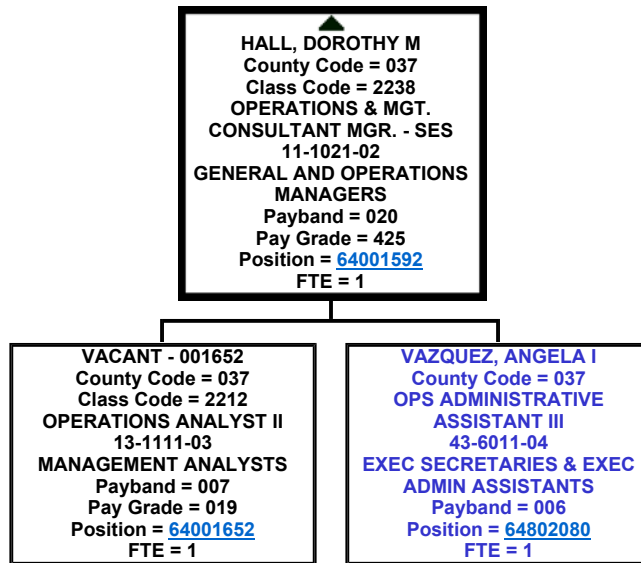 HALL, DOROTHY M
County Code = 037
Class Code = 2238
OPERATIONS & MGT.
CONSULTANT MGR. - SES
11-1021-02
GENERAL AND OPERATIONS
MANAGERS
Payband = 020
Pay Grade = 425
Position = 64001592
FTE = 1
VACANT - 001652
County Code = 037
Class Code = 2212
OPERATIONS ANALYST II
13-1111-03
MANAGEMENT ANALYSTS
Payband = 007
Pay Grade = 019
Position = 64001652
FTE = 1
VAZQUEZ, ANGELA I
County Code = 037
OPS ADMINISTRATIVE
ASSISTANT III
43-6011-04
EXEC SECRETARIES & EXEC
ADMIN ASSISTANTS
Payband = 006
Position = 64802080
FTE = 1